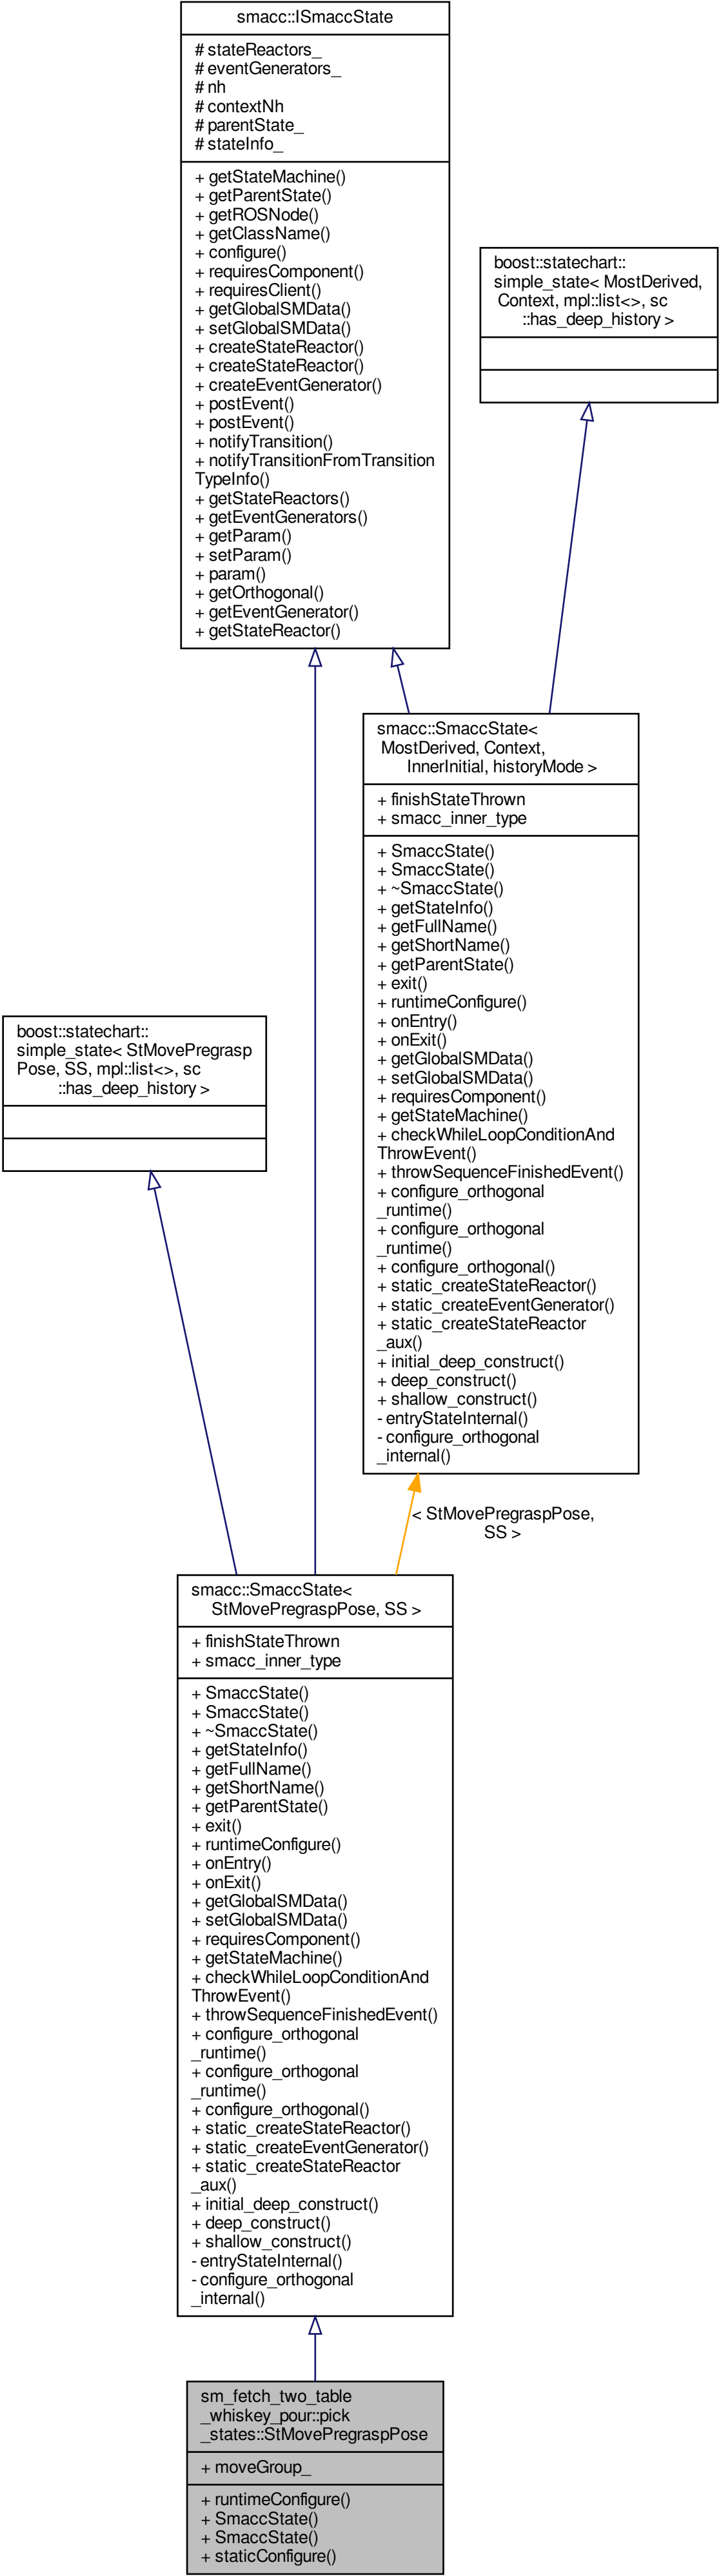 smacc::ISmaccState
# stateReactors_
# eventGenerators_
# nh
# contextNh
# parentState_
# stateInfo_
+ getStateMachine()
+ getParentState()
+ getROSNode()
+ getClassName()
+ configure()
+ requiresComponent()
+ requiresClient()
+ getGlobalSMData()
+ setGlobalSMData()
+ createStateReactor()
+ createStateReactor()
+ createEventGenerator()
+ postEvent()
+ postEvent()
+ notifyTransition()
+ notifyTransitionFromTransition
TypeInfo()
+ getStateReactors()
+ getEventGenerators()
+ getParam()
+ setParam()
+ param()
+ getOrthogonal()
+ getEventGenerator()
+ getStateReactor()
boost::statechart::
simple_state< MostDerived,
Context, mpl::list<>, sc
::has_deep_history >
smacc::SmaccState<
MostDerived, Context,
InnerInitial, historyMode >
+ finishStateThrown
+ smacc_inner_type
+ SmaccState()
+ SmaccState()
+ ~SmaccState()
+ getStateInfo()
+ getFullName()
+ getShortName()
+ getParentState()
+ exit()
+ runtimeConfigure()
+ onEntry()
+ onExit()
+ getGlobalSMData()
+ setGlobalSMData()
+ requiresComponent()
+ getStateMachine()
+ checkWhileLoopConditionAnd
ThrowEvent()
+ throwSequenceFinishedEvent()
+ configure_orthogonal
_runtime()
+ configure_orthogonal
_runtime()
+ configure_orthogonal()
+ static_createStateReactor()
+ static_createEventGenerator()
+ static_createStateReactor
_aux()
+ initial_deep_construct()
+ deep_construct()
+ shallow_construct()
- entryStateInternal()
- configure_orthogonal
_internal()
boost::statechart::
simple_state< StMovePregrasp
Pose, SS, mpl::list<>, sc
::has_deep_history >
< StMovePregraspPose,
SS >
smacc::SmaccState<
StMovePregraspPose, SS >
+ finishStateThrown
+ smacc_inner_type
+ SmaccState()
+ SmaccState()
+ ~SmaccState()
+ getStateInfo()
+ getFullName()
+ getShortName()
+ getParentState()
+ exit()
+ runtimeConfigure()
+ onEntry()
+ onExit()
+ getGlobalSMData()
+ setGlobalSMData()
+ requiresComponent()
+ getStateMachine()
+ checkWhileLoopConditionAnd
ThrowEvent()
+ throwSequenceFinishedEvent()
+ configure_orthogonal
_runtime()
+ configure_orthogonal
_runtime()
+ configure_orthogonal()
+ static_createStateReactor()
+ static_createEventGenerator()
+ static_createStateReactor
_aux()
+ initial_deep_construct()
+ deep_construct()
+ shallow_construct()
- entryStateInternal()
- configure_orthogonal
_internal()
sm_fetch_two_table
_whiskey_pour::pick
_states::StMovePregraspPose
+ moveGroup_
+ runtimeConfigure()
+ SmaccState()
+ SmaccState()
+ staticConfigure()